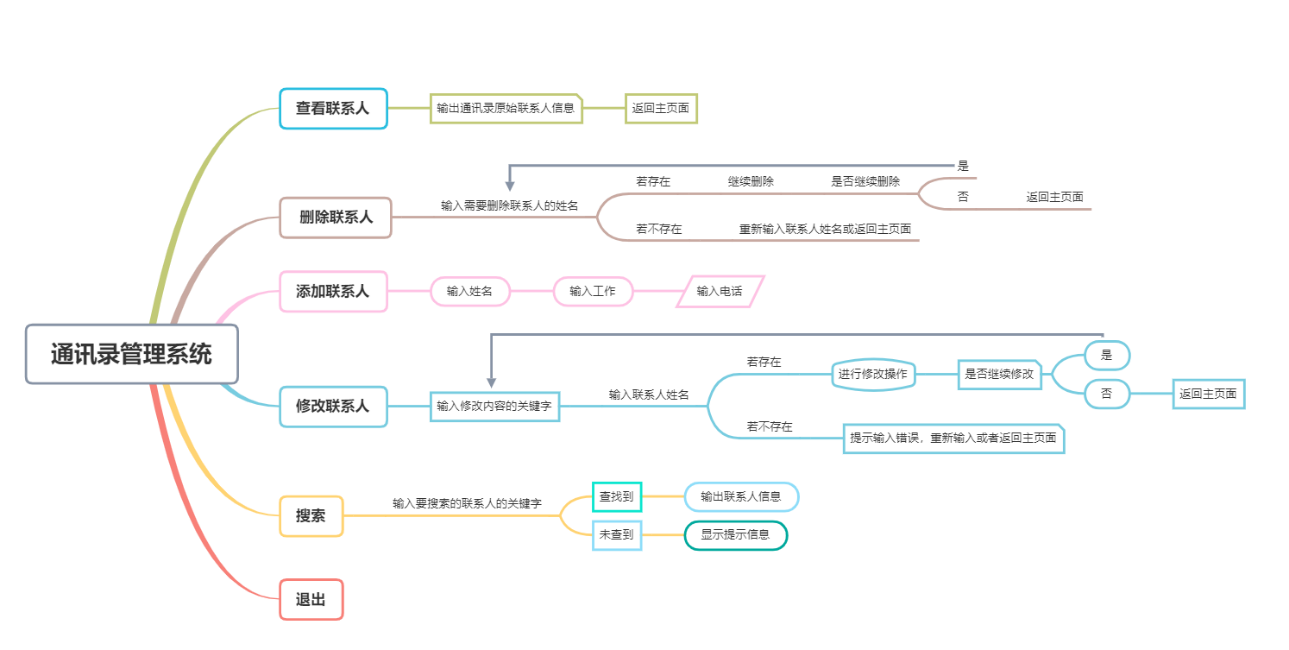 通讯录管理系统
查看联系人
输出通讯录原始联系人信息
返回主页面
删除联系人
输入需要删除联系人的姓名
若存在
继续删除
是否继续删除
是
否
返回主页面
若不存在
重新输入联系人姓名或返回主页面
添加联系人
输入姓名
输入工作
输入电话
修改联系人
输入修改内容的关键字
输入联系人姓名
若存在
进行修改操作
是否继续修改
是
否
返回主页面
若不存在
提示输入错误，重新输入或者返回主页面
搜索
输入要搜索的联系人的关键字
查找到
输出联系人信息
未查到
显示提示信息
退出